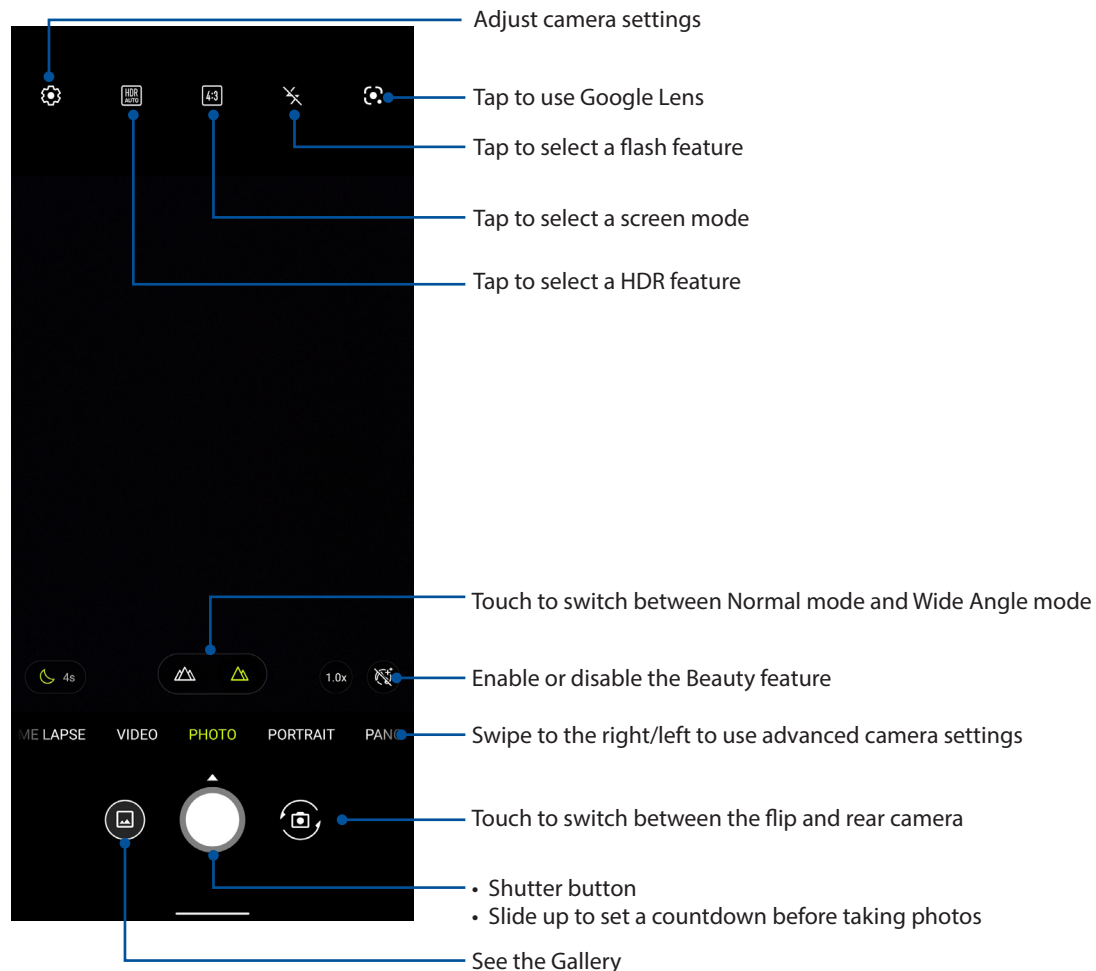 Adjust camera settings
HDR
AUTO
4:3
Tap to use Google Lens
Tap to select a flash feature
Tap to select a screen mode
Tap to select a HDR feature
Touch to switch between Normal mode and Wide Angle mode
4s
1.0x
Enable or disable the Beauty feature
ME LAPSE VIDEO PHOTO PORTRAIT PANO
Swipe to the right/left to use advanced camera settings
Touch to switch between the flip and rear camera
• Shutter button
• Slide up to set a countdown before taking photos
See the Gallery